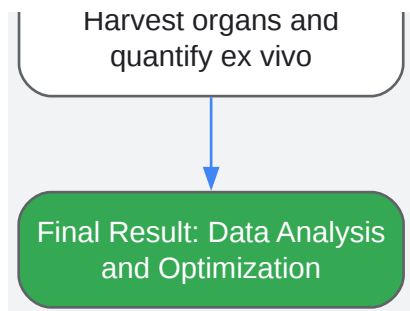 Harvest organs and
quantify ex vivo
Final Result: Data Analysis
and Optimization